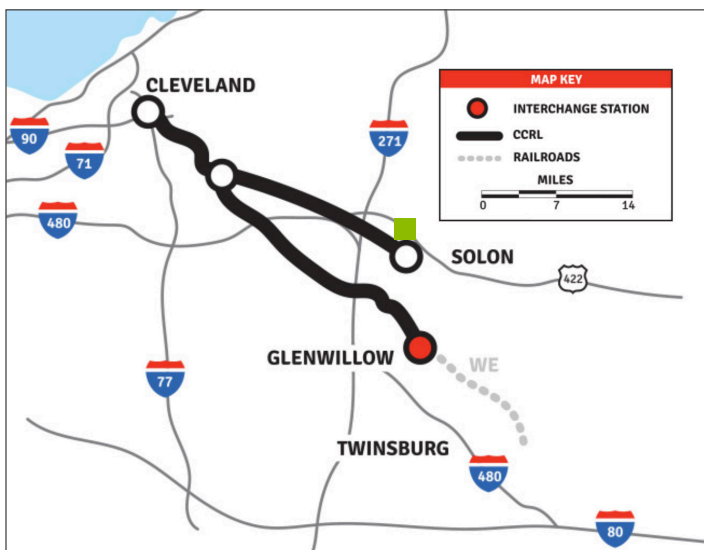 CLEVELAND
MAP KEY
INTERCHANGE STATION
CCRL
RAILROADS
MILES
0 7 14
90
71
271
480
SOLON
422
GLENWILLOW
WE
77
TWINSBURG
480
80